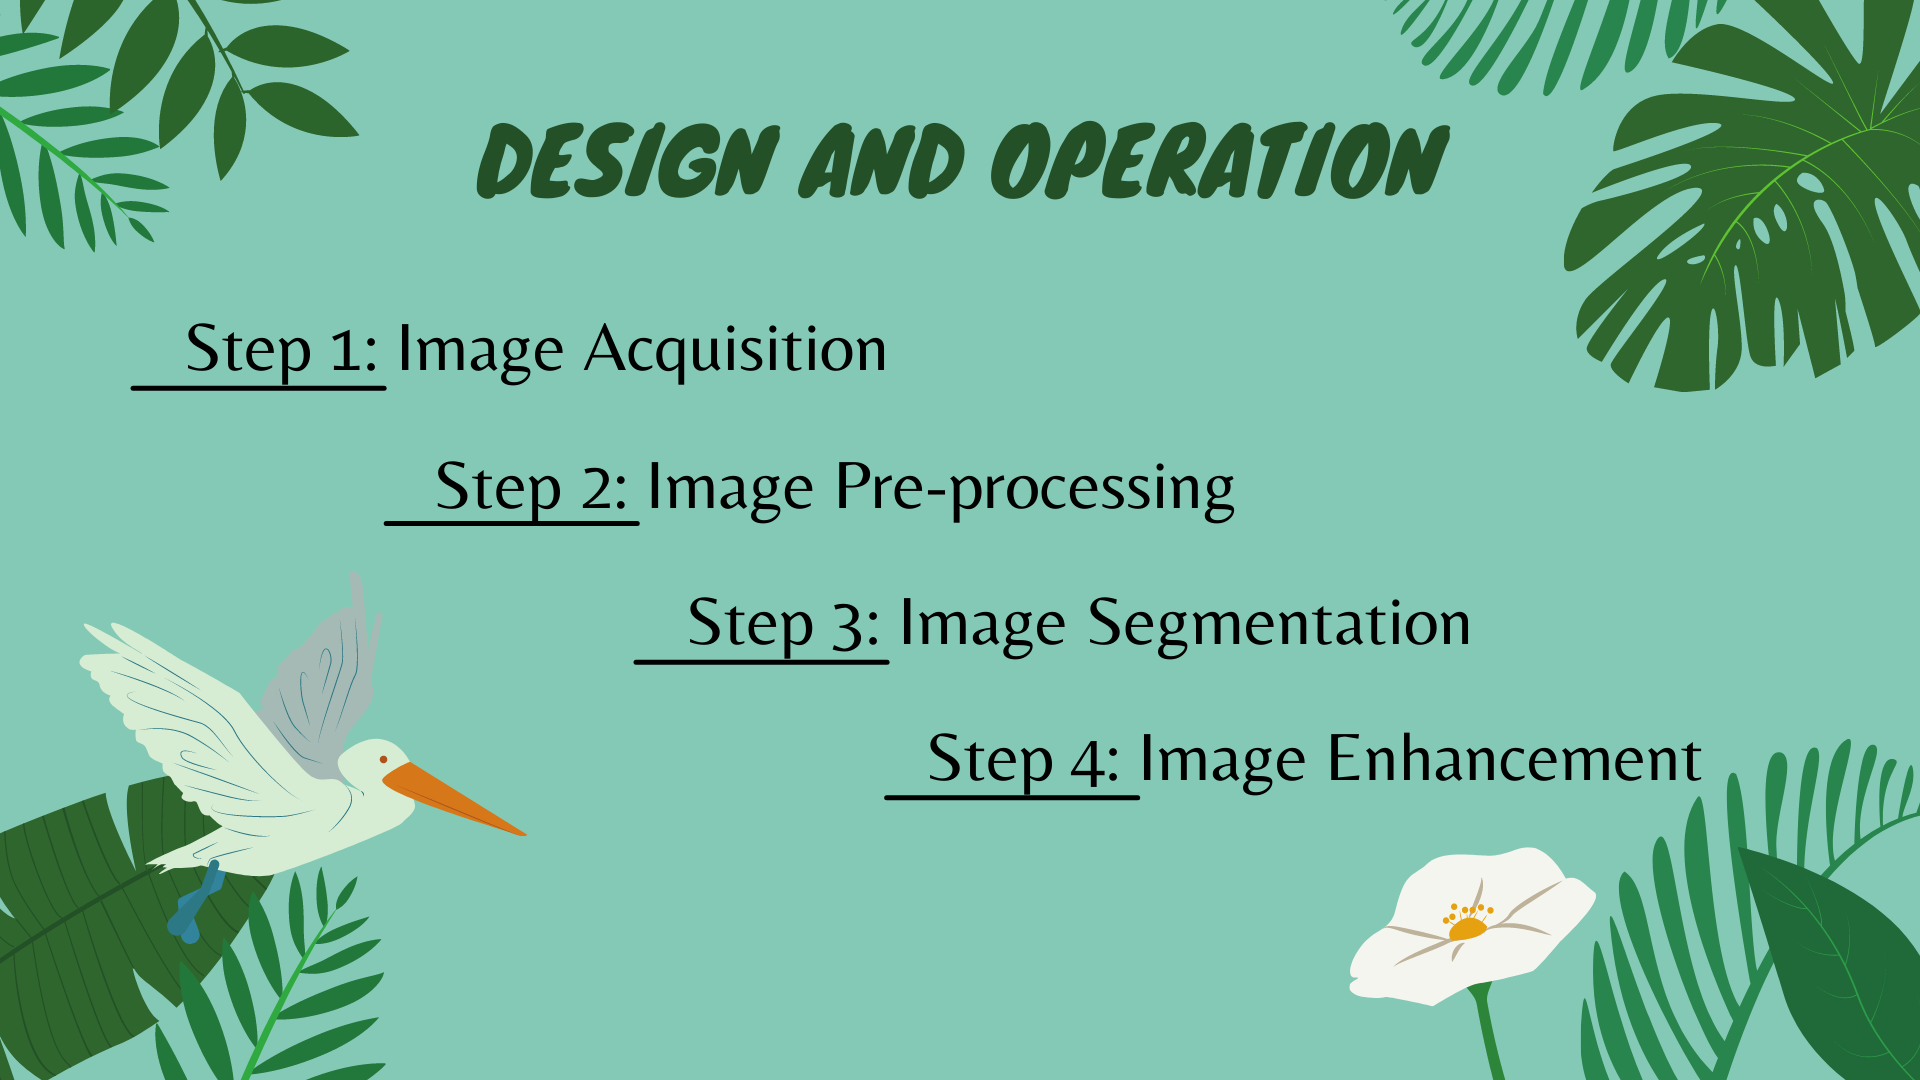 DESIGN AND OPERATION
Step 1: Image Acquisition
Step 2: Image Pre-processing
Step 3: Image Segmentation
Step 4: Image Enhancement